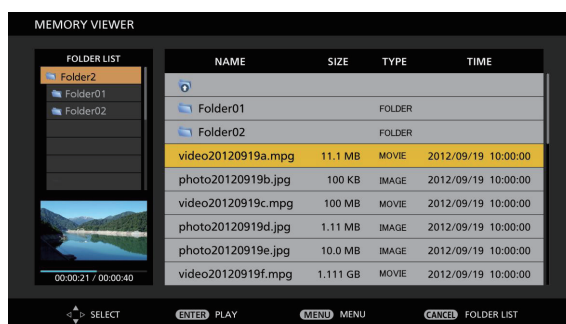 MEMORY VIEWER
FOLDER LIST
Folder2
Folder01
Folder02
00:00:21 / 00:00:40
NAME SIZE TYPE TIME
Folder01 FOLDER
Folder02 FOLDER
video20120919a.mpg 11.1 MB MOVIE 2012/09/19 10:00:00
photo20120919b.jpg 100 KB IMAGE 2012/09/19 10:00:00
video20120919c.mpg 100 MB MOVIE 2012/09/19 10:00:00
photo20120919d.jpg 1.11 MB IMAGE 2012/09/19 10:00:00
photo20120919e.jpg 10.0 MB IMAGE 2012/09/19 10:00:00
video20120919f.mpg 1.111 GB MOVIE 2012/09/19 10:00:00
SELECT ENTER PLAY MENU MENU CANCEL FOLDER LIST